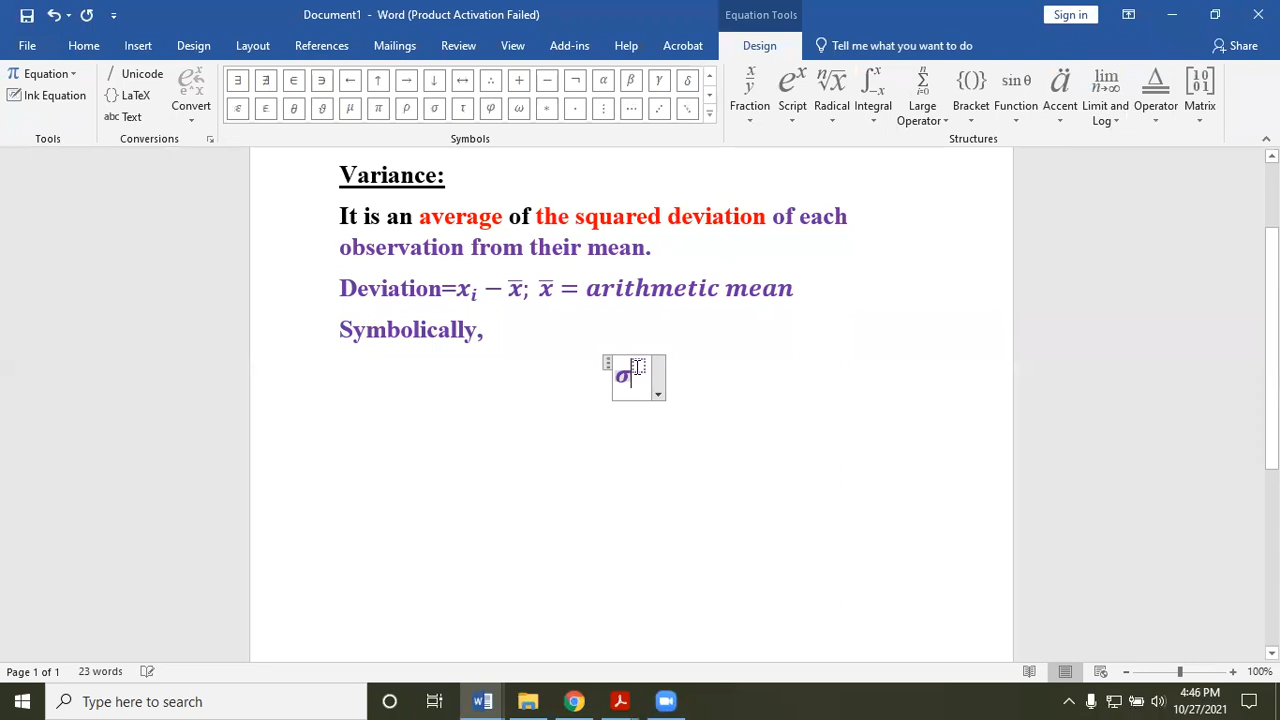 Document1 - Word (Product Activation Failed)
Equation Tools
Sign in
File Home Insert Design Layout References Mailings Review View Add-ins Help Acrobat Design Tell me what you want to do Share
π Equation Unicode
Ink Equation LaTeX
abc Text
Convert
∃ ∄ ∈ ∋ ← ↑ → ↓ ↔ ∴ + − ¬ α β γ δ
ε ϵ θ ϑ μ π ρ σ τ φ ω ∗ ∙ ⋮ ⋯ ⋰ ⋱
Fraction Script Radical Integral Large Operator Bracket Function Accent Limit and Log Operator Matrix
Tools Conversions Symbols Structures
Variance:
It is an average of the squared deviation of each
observation from their mean.
Deviation=xᵢ − x̅; x̅ = arithmetic mean
Symbolically,
σ
Page 1 of 1 23 words 100%
Type here to search
4:46 PM
10/27/2021